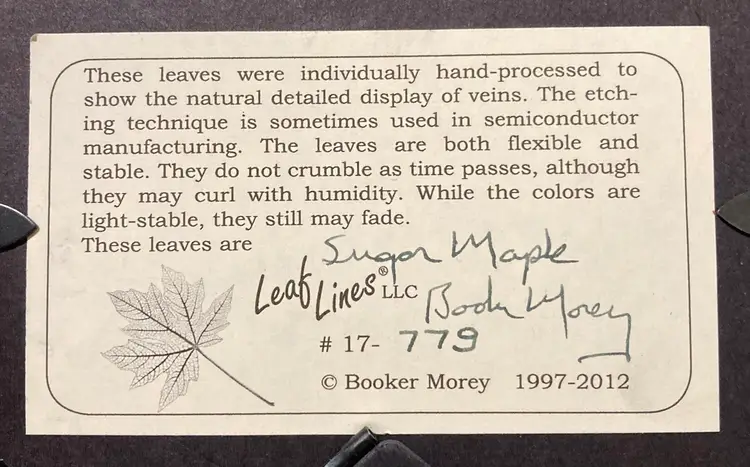 These leaves were individually hand-processed to
show the natural detailed display of veins. The etch-
ing technique is sometimes used in semiconductor
manufacturing. The leaves are both flexible and
stable. They do not crumble as time passes, although
they may curl with humidity. While the colors are
light-stable, they still may fade.
These leaves are Sugar Maple
Leaf Lines® LLC Booker Morey
# 17- 779
© Booker Morey 1997-2012